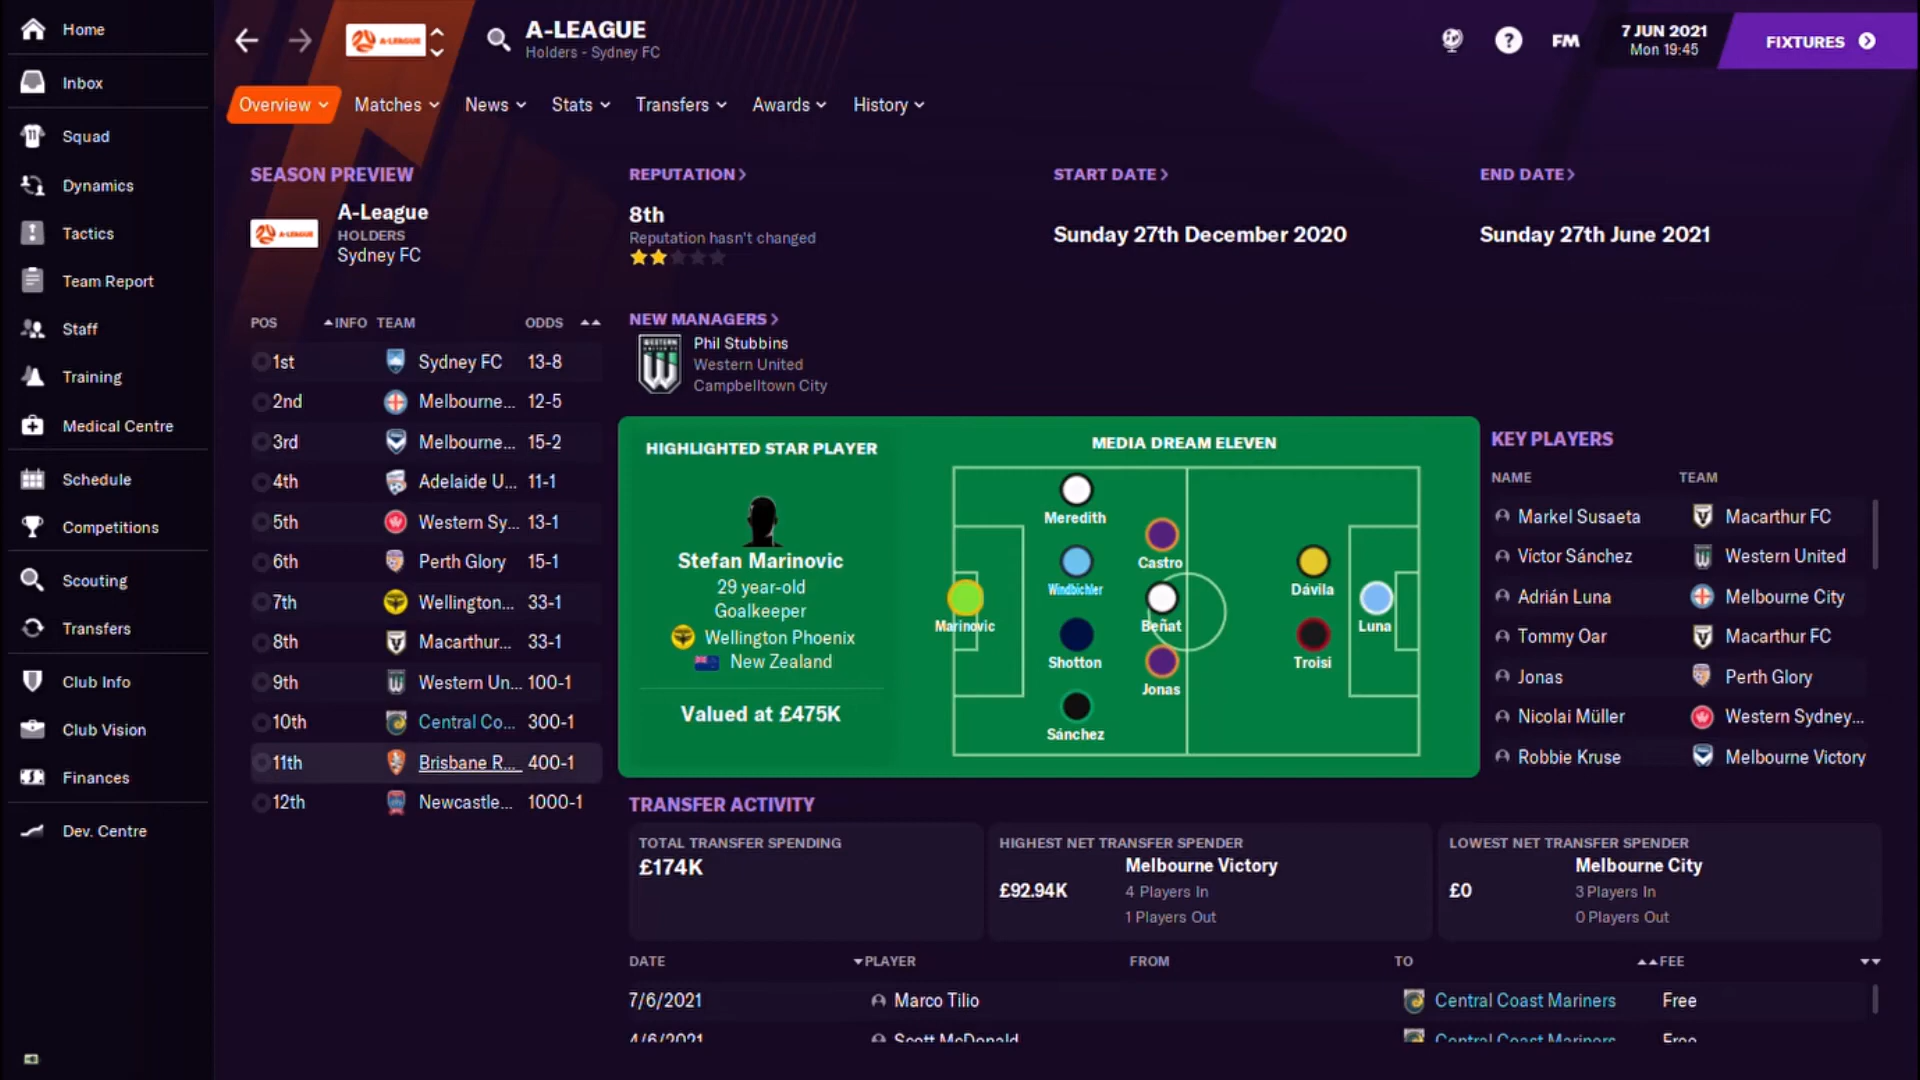 Home
Inbox
Squad
Dynamics
Tactics
Team Report
Staff
Training
Medical Centre
Schedule
Competitions
Scouting
Transfers
Club Info
Club Vision
Finances
Dev. Centre
A-LEAGUE
A-LEAGUE
Holders - Sydney FC
FM
7 JUN 2021
Mon 19:45
FIXTURES
Overview
Matches
News
Stats
Transfers
Awards
History
SEASON PREVIEW
A-LEAGUE
A-League
HOLDERS
Sydney FC
REPUTATION
8th
Reputation hasn't changed
START DATE
Sunday 27th December 2020
END DATE
Sunday 27th June 2021
POS INFO TEAM ODDS
1st Sydney FC 13-8
2nd Melbourne... 12-5
3rd Melbourne... 15-2
4th Adelaide U... 11-1
5th Western Sy... 13-1
6th Perth Glory 15-1
7th Wellington... 33-1
8th Macarthur... 33-1
9th Western Un... 100-1
10th Central Co... 300-1
11th Brisbane R... 400-1
12th Newcastle... 1000-1
NEW MANAGERS
Phil Stubbins
Western United
Campbelltown City
HIGHLIGHTED STAR PLAYER
Stefan Marinovic
29 year-old
Goalkeeper
Wellington Phoenix
New Zealand
Valued at £475K
MEDIA DREAM ELEVEN
Meredith
Castro
Windbichler
Dávila
Marinovic
Beñat
Luna
Shotton
Troisi
Jonas
Sánchez
KEY PLAYERS
NAME TEAM
Markel Susaeta Macarthur FC
Víctor Sánchez Western United
Adrián Luna Melbourne City
Tommy Oar Macarthur FC
Jonas Perth Glory
Nicolai Müller Western Sydney...
Robbie Kruse Melbourne Victory
TRANSFER ACTIVITY
TOTAL TRANSFER SPENDING
£174K
HIGHEST NET TRANSFER SPENDER
Melbourne Victory
£92.94K
4 Players In
1 Players Out
LOWEST NET TRANSFER SPENDER
Melbourne City
£0
3 Players In
0 Players Out
DATE PLAYER FROM TO FEE
7/6/2021 Marco Tilio Central Coast Mariners Free
4/6/2021 Scott McDonald Central Coast Mariners Free